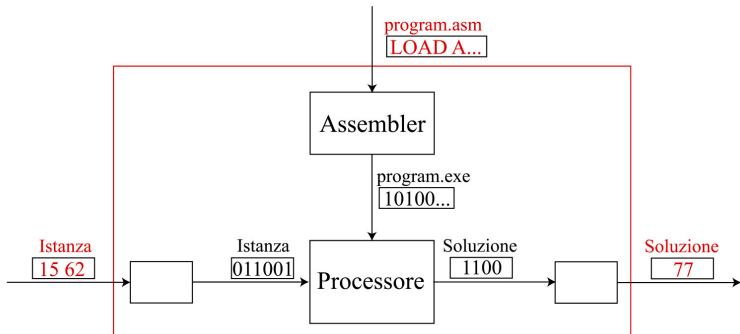 program.asm
LOAD A...
Assembler
program.exe
10100...
Istanza
15 62
Istanza
011001
Processore
Soluzione
1100
Soluzione
77